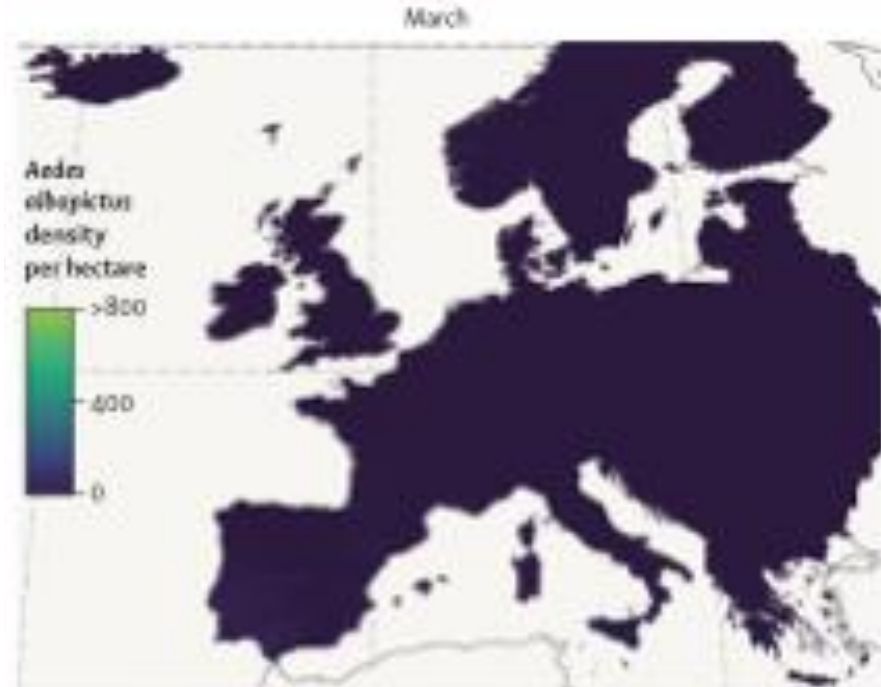 March
Aedes
albopictus
density
per hectare
>800
400
0